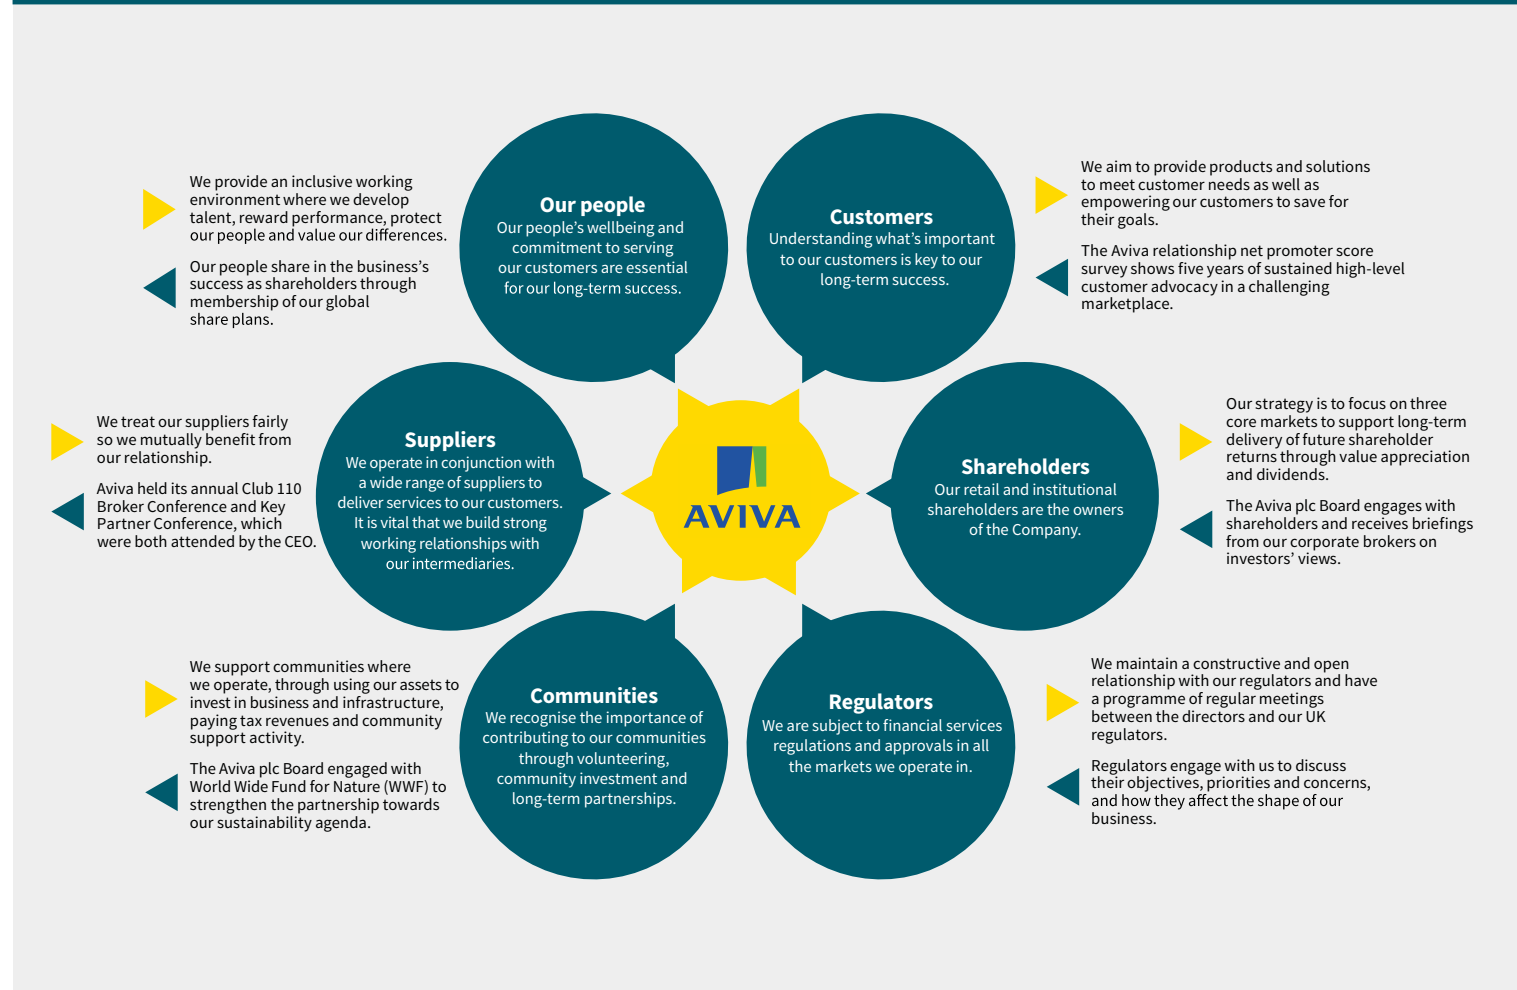 Our people
Our people’s wellbeing and
commitment to serving
our customers are essential
for our long-term success.
We provide an inclusive working
environment where we develop
talent, reward performance, protect
our people and value our differences.
Our people share in the business’s
success as shareholders through
membership of our global
share plans.
Customers
Understanding what’s important
to our customers is key to our
long-term success.
We aim to provide products and solutions
to meet customer needs as well as
empowering our customers to save for
their goals.
The Aviva relationship net promoter score
survey shows five years of sustained high-level
customer advocacy in a challenging
marketplace.
Suppliers
We operate in conjunction with
a wide range of suppliers to
deliver services to our customers.
It is vital that we build strong
working relationships with
our intermediaries.
We treat our suppliers fairly
so we mutually benefit from
our relationship.
Aviva held its annual Club 110
Broker Conference and Key
Partner Conference, which
were both attended by the CEO.
AVIVA
Shareholders
Our retail and institutional
shareholders are the owners
of the Company.
Our strategy is to focus on three
core markets to support long-term
delivery of future shareholder
returns through value appreciation
and dividends.
The Aviva plc Board engages with
shareholders and receives briefings
from our corporate brokers on
investors’ views.
Communities
We recognise the importance of
contributing to our communities
through volunteering,
community investment and
long-term partnerships.
We support communities where
we operate, through using our assets to
invest in business and infrastructure,
paying tax revenues and community
support activity.
The Aviva plc Board engaged with
World Wide Fund for Nature (WWF) to
strengthen the partnership towards
our sustainability agenda.
Regulators
We are subject to financial services
regulations and approvals in all
the markets we operate in.
We maintain a constructive and open
relationship with our regulators and have
a programme of regular meetings
between the directors and our UK
regulators.
Regulators engage with us to discuss
their objectives, priorities and concerns,
and how they affect the shape of our
business.